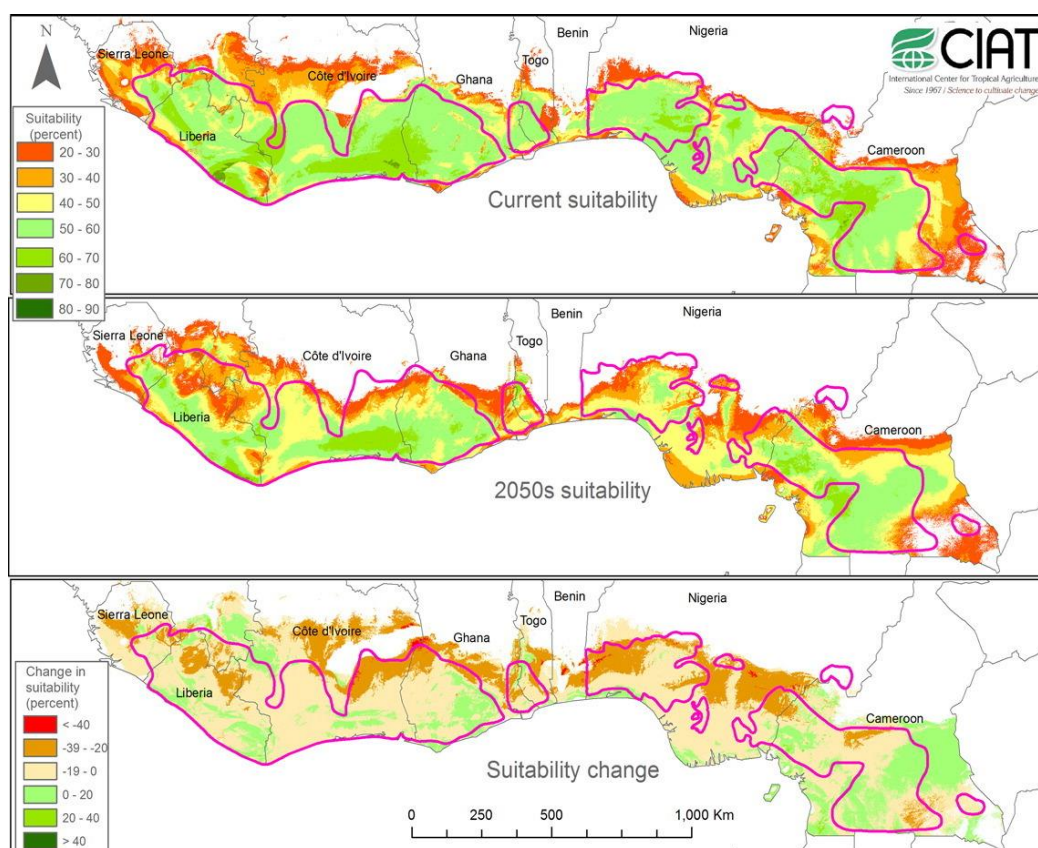 N
Sierra Leone
Liberia
Côte d'Ivoire
Ghana
Togo
Benin
Nigeria
Cameroon
CIAT
International Center for Tropical Agriculture
Since 1967 / Science to cultivate change
Suitability
(percent)
20 - 30
30 - 40
40 - 50
50 - 60
60 - 70
70 - 80
80 - 90
Current suitability
Sierra Leone
Liberia
Côte d'Ivoire
Ghana
Togo
Benin
Nigeria
Cameroon
2050s suitability
Sierra Leone
Liberia
Côte d'Ivoire
Ghana
Togo
Benin
Nigeria
Cameroon
Change in
suitability
(percent)
< -40
-39 - -20
-19 - 0
0 - 20
20 - 40
> 40
Suitability change
0 250 500 1,000 Km